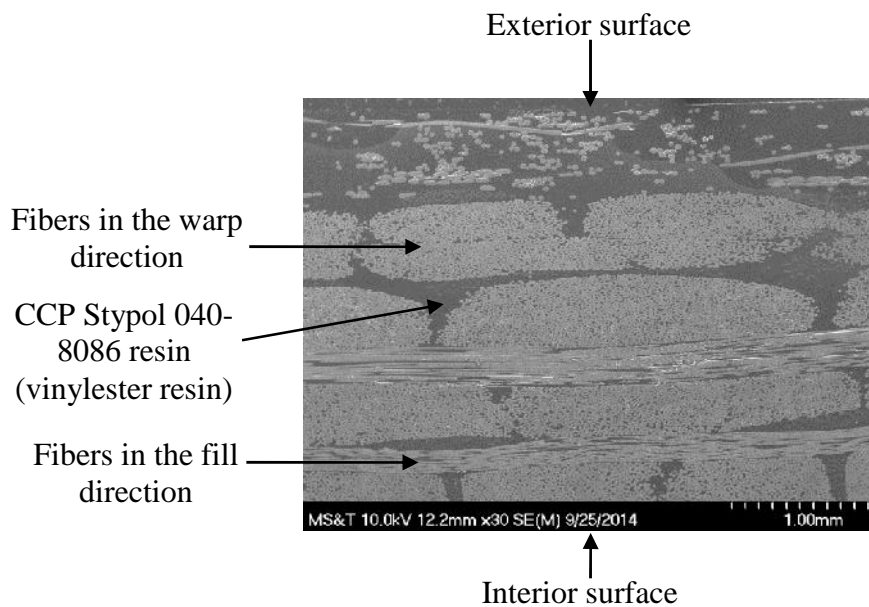 Exterior surface
Fibers in the warp
direction
CCP Stypol 040-
8086 resin
(vinylester resin)
Fibers in the fill
direction
MS&T 10.0kV 12.2mm x30 SE(M) 9/25/2014
1.00mm
Interior surface